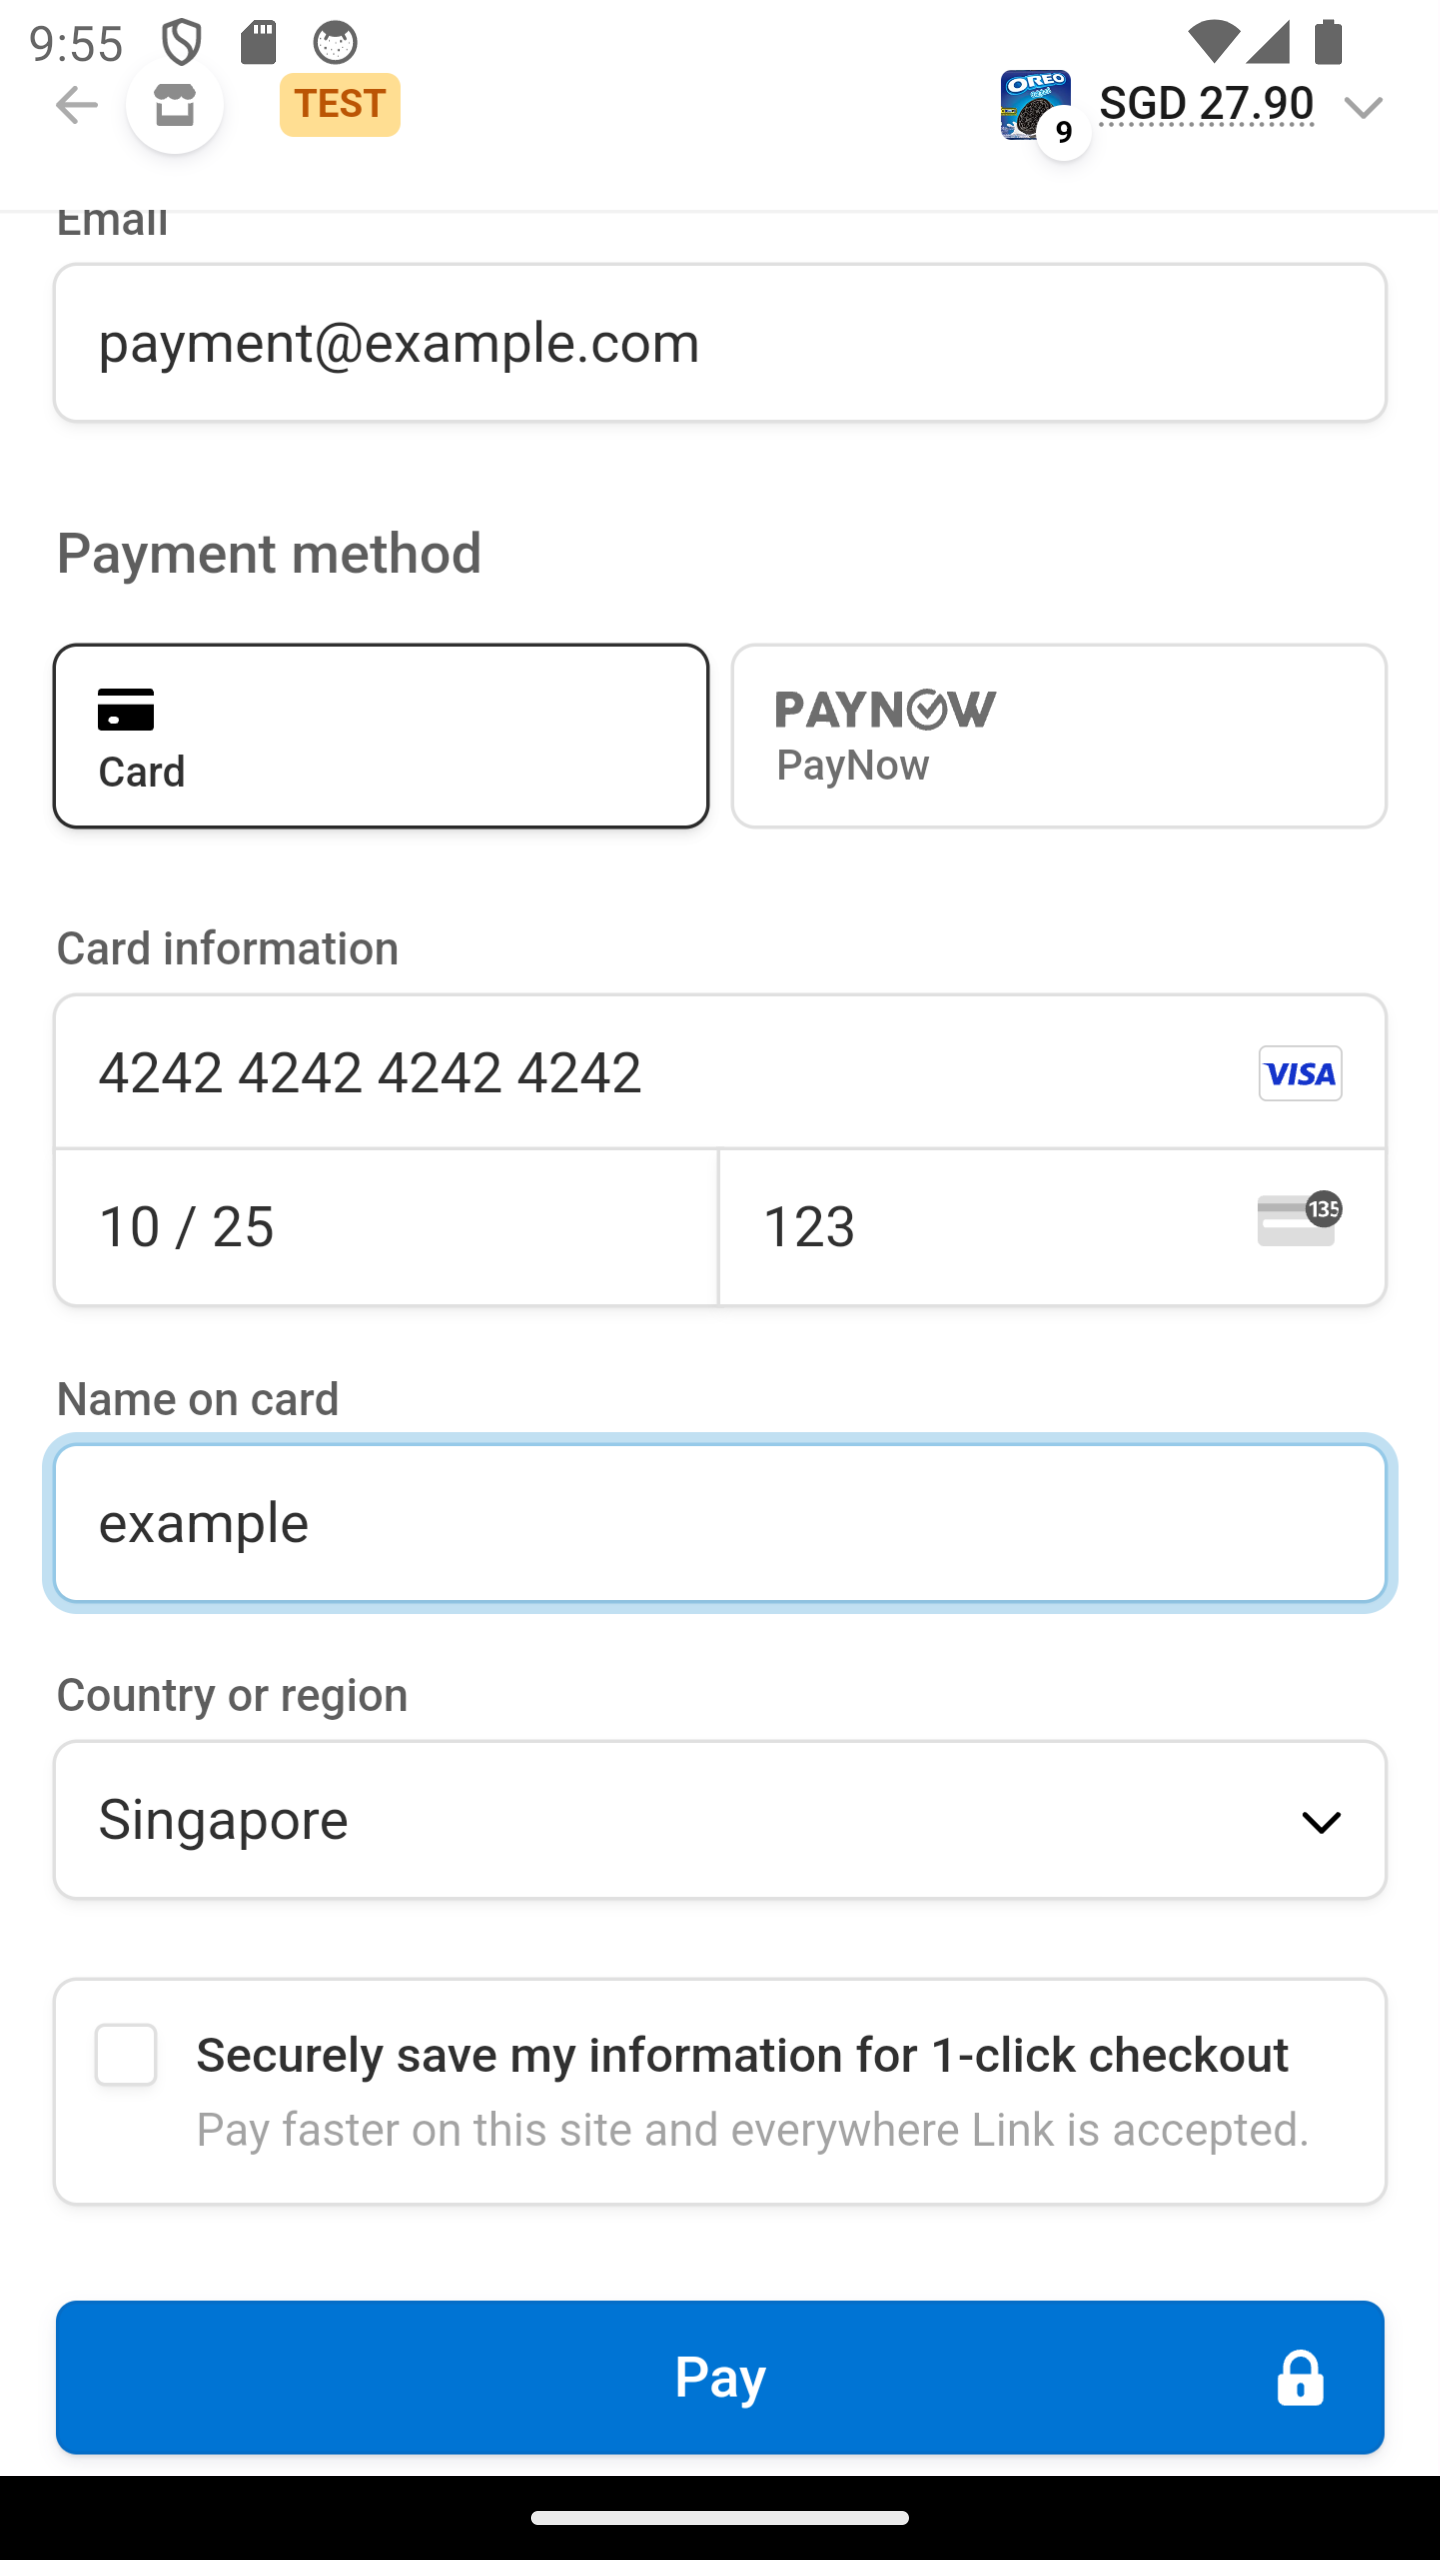 9:55
TEST
OREO
9
SGD 27.90
Email
payment@example.com
Payment method
Card
PAYNOW
PayNow
Card information
4242 4242 4242 4242
VISA
10 / 25
123
135
Name on card
example
Country or region
Singapore
Securely save my information for 1-click checkout
Pay faster on this site and everywhere Link is accepted.
Pay